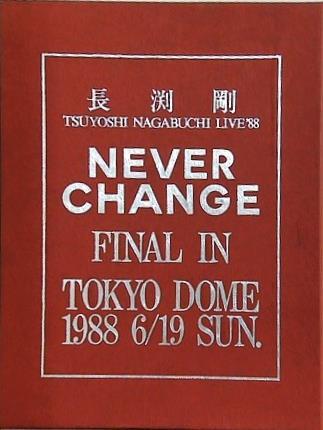 長渕剛
TSUYOSHI NAGABUCHI LIVE'88
NEVER
CHANGE
FINAL IN
TOKYO DOME
1988 6/19 SUN.